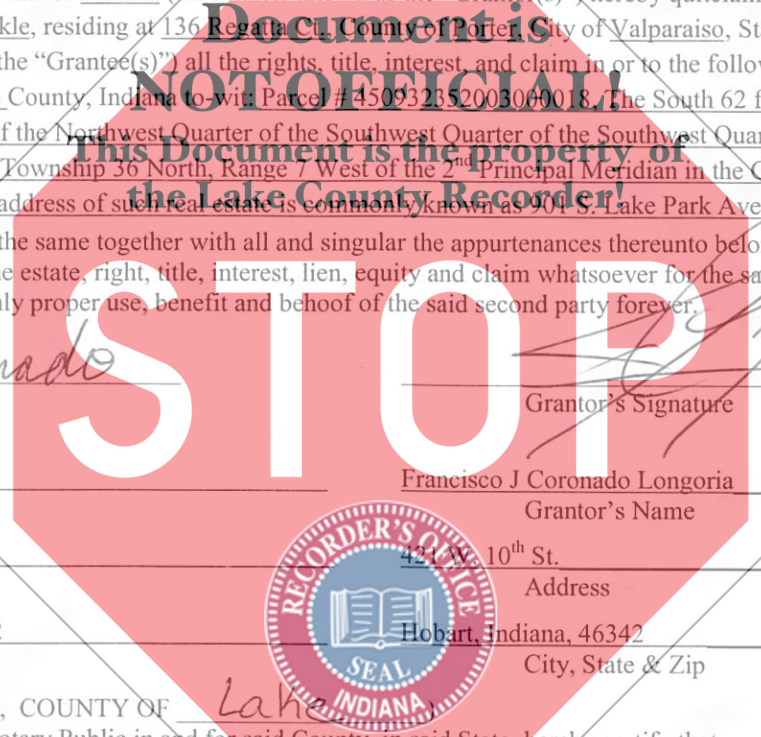 Document is
kle, residing at 136 Regatta Ct., County of Porter, City of Valparaiso, St
the “Grantee(s)”) all the rights, title, interest, and claim in or to the follow
NOT OFFICIAL!
County, Indiana to-wit: Parcel # 450932352003000018, The South 62 f
f the Northwest Quarter of the Southwest Quarter of the Southwest Quar
This Document is the property of
Township 36 North, Range 7 West of the 2nd Principal Meridian in the C
the Lake County Recorder!
address of such real estate is commonly known as 901 S. Lake Park Ave
the same together with all and singular the appurtenances thereunto belo
e estate, right, title, interest, lien, equity and claim whatsoever for the sa
ly proper use, benefit and behoof of the said second party forever.
STOP
nado
Grantor’s Signature
Francisco J Coronado Longoria
Grantor’s Name
421 W. 10th St.
Address
Hobart, Indiana, 46342
City, State & Zip
RECORDER'S OFFICE
SEAL
INDIANA
, COUNTY OF Lake )